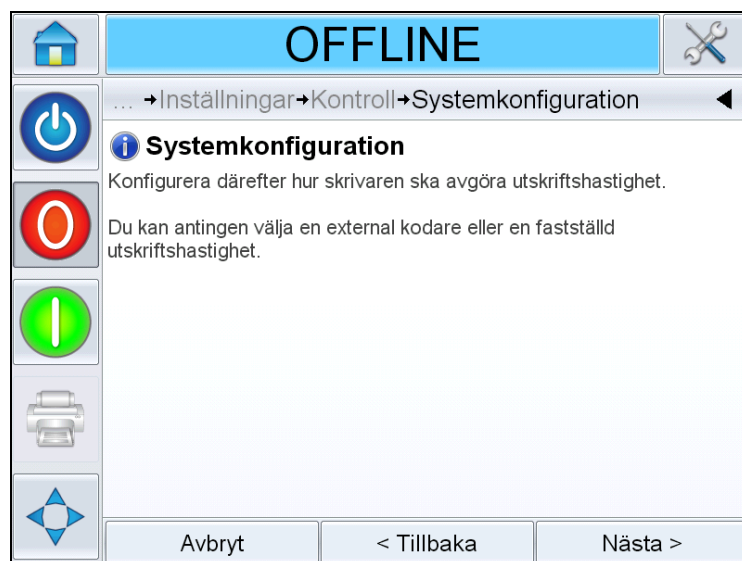 OFFLINE
... →Inställningar→Kontroll→Systemkonfiguration
Systemkonfiguration
Konfigurera därefter hur skrivaren ska avgöra utskriftshastighet.
Du kan antingen välja en external kodare eller en fastställd
utskriftshastighet.
Avbryt
< Tillbaka
Nästa >